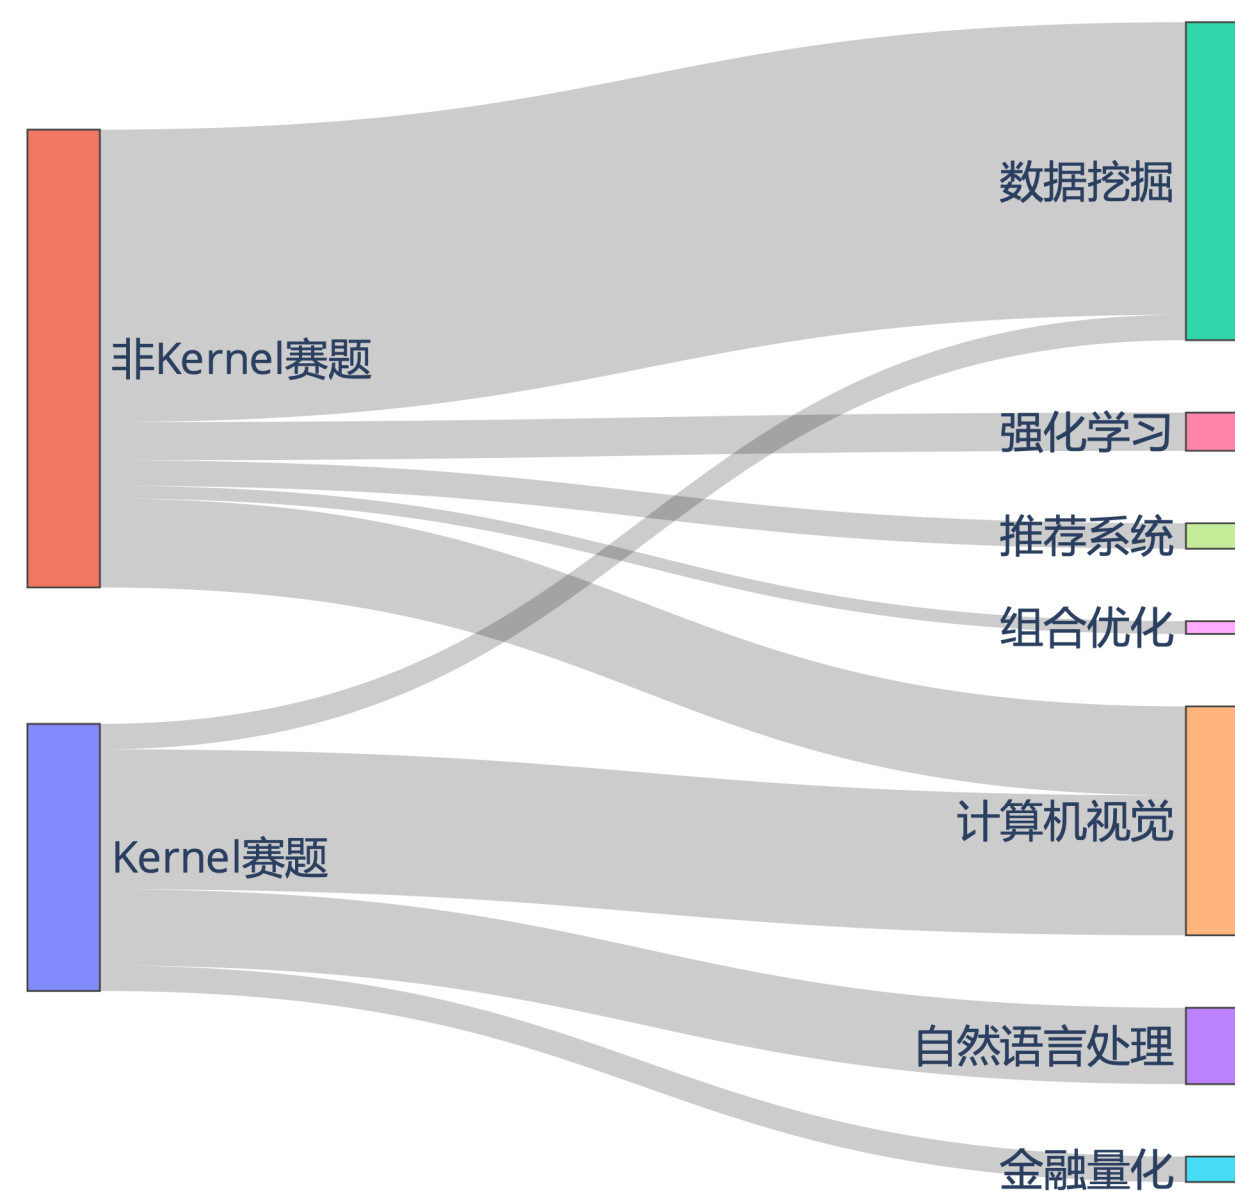 数据挖掘
非Kernel赛题
强化学习
推荐系统
组合优化
计算机视觉
Kernel赛题
自然语言处理
金融量化